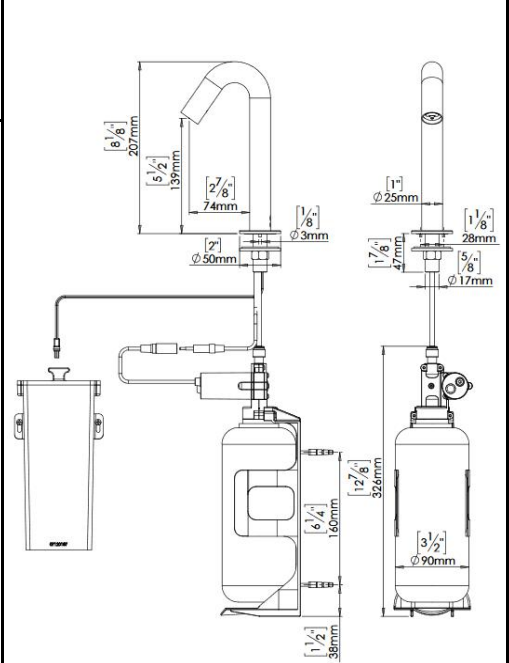 [8 1/8"]
207mm
[5 1/2"]
139mm
[2 7/8"]
74mm
[1/8"]
Ø3mm
[2"]
Ø50mm
[1"]
Ø25mm
[1 1/8"]
28mm
[1 7/8"]
47mm
[5/8"]
Ø17mm
[12 7/8"]
326mm
[6 1/4"]
160mm
[3 1/2"]
Ø90mm
[1 1/2"]
38mm